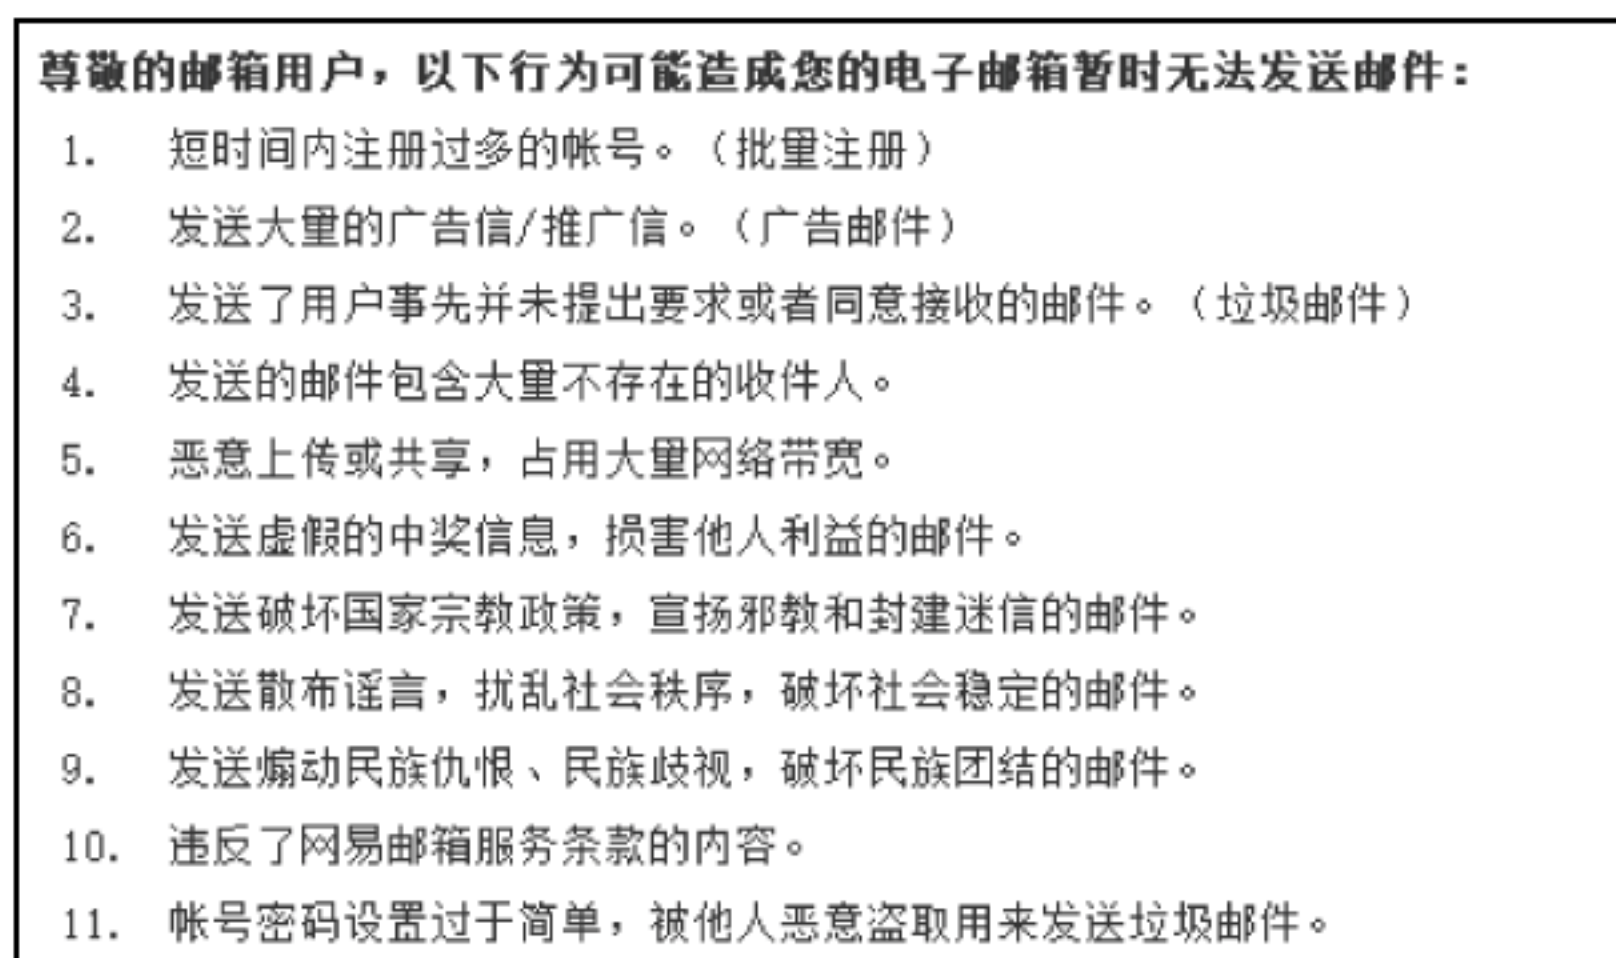 尊敬的邮箱用户，以下行为可能造成您的电子邮箱暂时无法发送邮件：
1. 短时间内注册过多的帐号。（批量注册）
2. 发送大量的广告信/推广信。（广告邮件）
3. 发送了用户事先并未提出要求或者同意接收的邮件。（垃圾邮件）
4. 发送的邮件包含大量不存在的收件人。
5. 恶意上传或共享，占用大量网络带宽。
6. 发送虚假的中奖信息，损害他人利益的邮件。
7. 发送破坏国家宗教政策，宣扬邪教和封建迷信的邮件。
8. 发送散布谣言，扰乱社会秩序，破坏社会稳定的邮件。
9. 发送煽动民族仇恨、民族歧视，破坏民族团结的邮件。
10. 违反了网易邮箱服务条款的内容。
11. 帐号密码设置过于简单，被他人恶意盗取用来发送垃圾邮件。